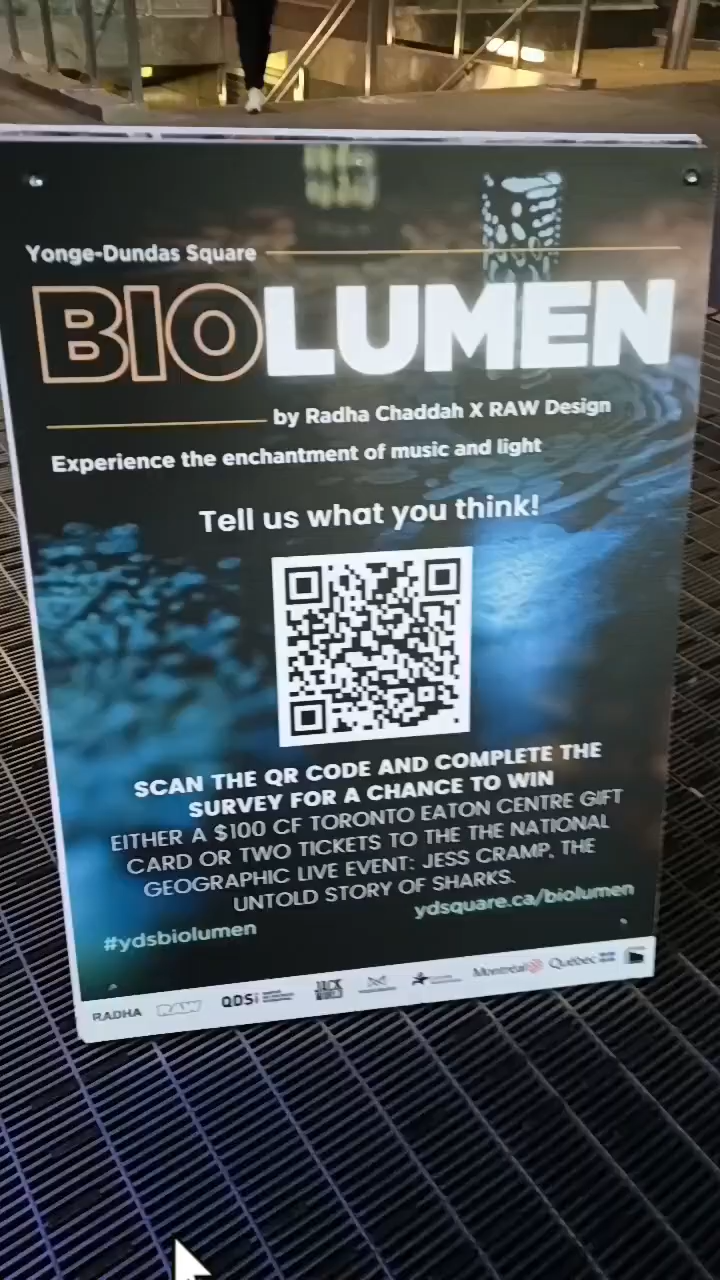 Yonge-Dundas Square
BIOLUMEN
by Radha Chaddah X RAW Design
Experience the enchantment of music and light
Tell us what you think!
SCAN THE QR CODE AND COMPLETE THE
SURVEY FOR A CHANCE TO WIN
EITHER A $100 CF TORONTO EATON CENTRE GIFT
CARD OR TWO TICKETS TO THE THE NATIONAL
GEOGRAPHIC LIVE EVENT: JESS CRAMP, THE
UNTOLD STORY OF SHARKS.
ydsquare.ca/biolumen
#ydsbiolumen
RADHA RAW QDSi Montréal Québec